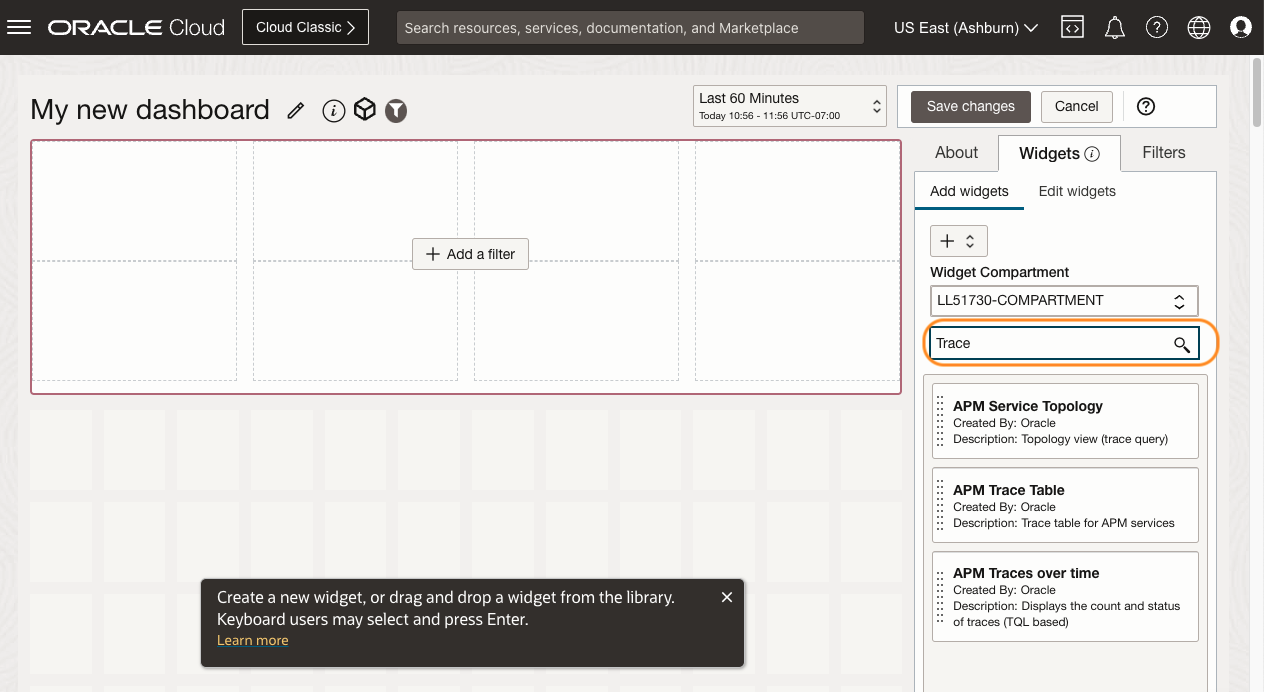 ORACLE Cloud
Cloud Classic
Search resources, services, documentation, and Marketplace
US East (Ashburn)
My new dashboard
Last 60 Minutes
Today 10:56 - 11:56 UTC-07:00
Save changes
Cancel
About
Widgets
Filters
Add widgets
Edit widgets
Add a filter
Widget Compartment
LL51730-COMPARTMENT
Trace
APM Service Topology
Created By: Oracle
Description: Topology view (trace query)
APM Trace Table
Created By: Oracle
Description: Trace table for APM services
APM Traces over time
Created By: Oracle
Description: Displays the count and status
of traces (TQL based)
Create a new widget, or drag and drop a widget from the library.
Keyboard users may select and press Enter.
Learn more